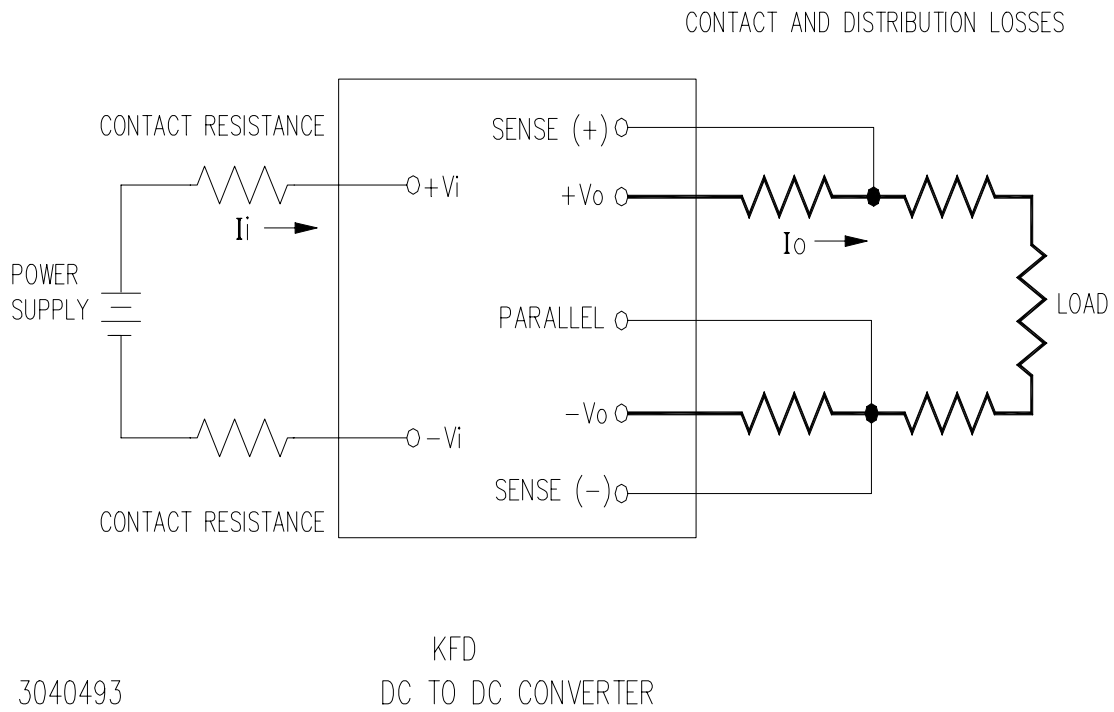 CONTACT AND DISTRIBUTION LOSSES
CONTACT RESISTANCE
SENSE (+)
+Vi
+Vo
Ii
Io
POWER
SUPPLY
PARALLEL
LOAD
-Vo
-Vi
SENSE (-)
CONTACT RESISTANCE
KFD
3040493
DC TO DC CONVERTER